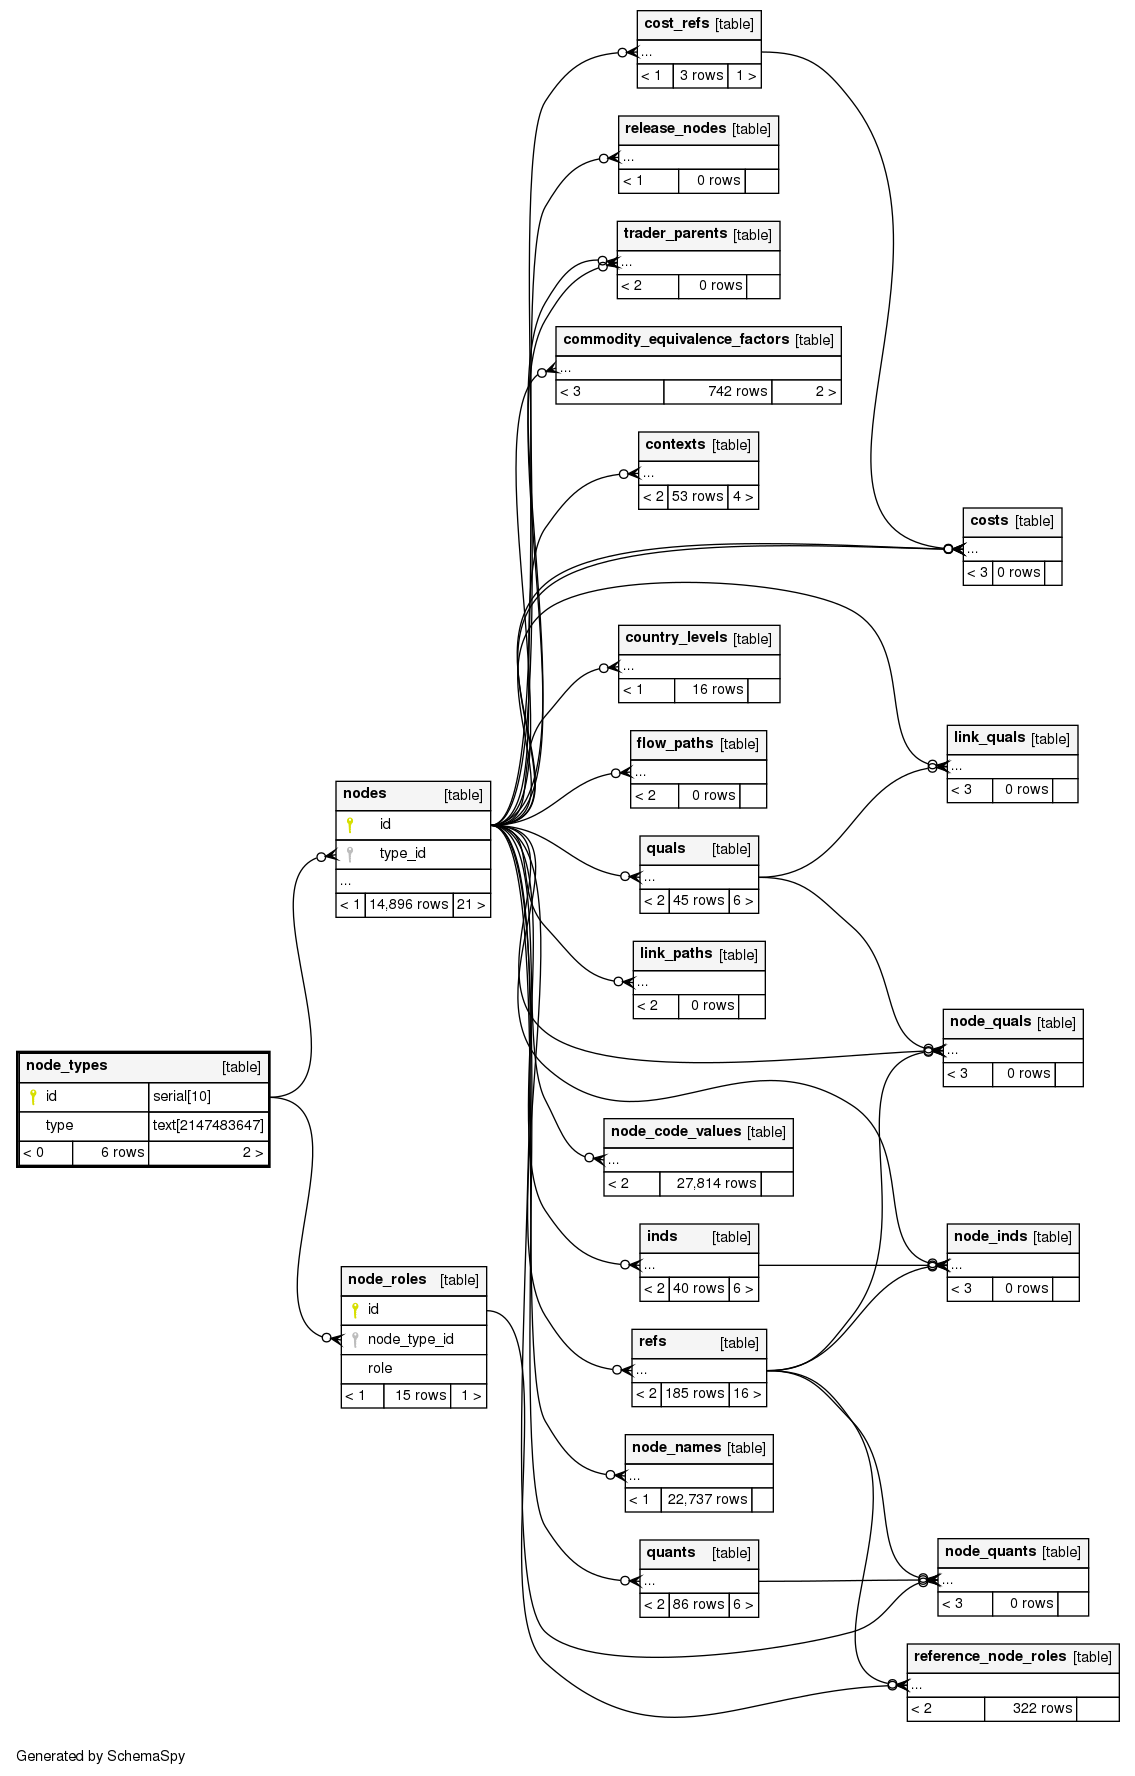 cost_refs [table]
...
< 1 3 rows 1 >
release_nodes [table]
...
< 1 0 rows
trader_parents [table]
...
< 2 0 rows
commodity_equivalence_factors [table]
...
< 3 742 rows 2 >
contexts [table]
...
< 2 53 rows 4 >
costs [table]
...
< 3 0 rows
country_levels [table]
...
< 1 16 rows
link_quals [table]
...
< 3 0 rows
flow_paths [table]
...
< 2 0 rows
nodes [table]
id
type_id
...
< 1 14,896 rows 21 >
quals [table]
...
< 2 45 rows 6 >
link_paths [table]
...
< 2 0 rows
node_quals [table]
...
< 3 0 rows
node_types [table]
id serial[10]
type text[2147483647]
< 0 6 rows 2 >
node_code_values [table]
...
< 2 27,814 rows
inds [table]
...
< 2 40 rows 6 >
node_inds [table]
...
< 3 0 rows
node_roles [table]
id
node_type_id
role
< 1 15 rows 1 >
refs [table]
...
< 2 185 rows 16 >
node_names [table]
...
< 1 22,737 rows
quants [table]
...
< 2 86 rows 6 >
node_quants [table]
...
< 3 0 rows
reference_node_roles [table]
...
< 2 322 rows
Generated by SchemaSpy